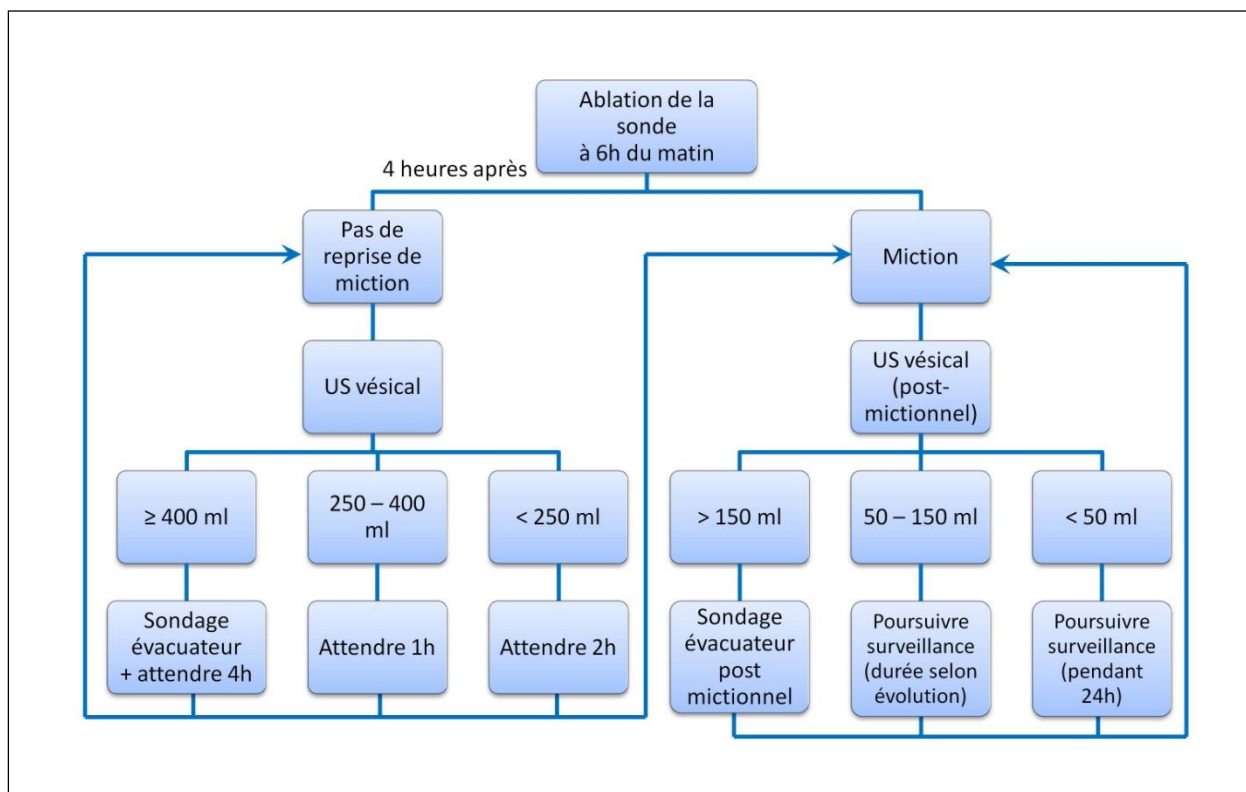 Ablation de la
sonde
à 6h du matin
4 heures après
Pas de
reprise de
miction
Miction
US vésical
US vésical
(post-
mictionnel)
≥ 400 ml
250 – 400
ml
< 250 ml
> 150 ml
50 – 150 ml
< 50 ml
Sondage
évacuateur
+ attendre 4h
Attendre 1h
Attendre 2h
Sondage
évacuateur
post
mictionnel
Poursuivre
surveillance
(durée selon
évolution)
Poursuivre
surveillance
(pendant
24h)